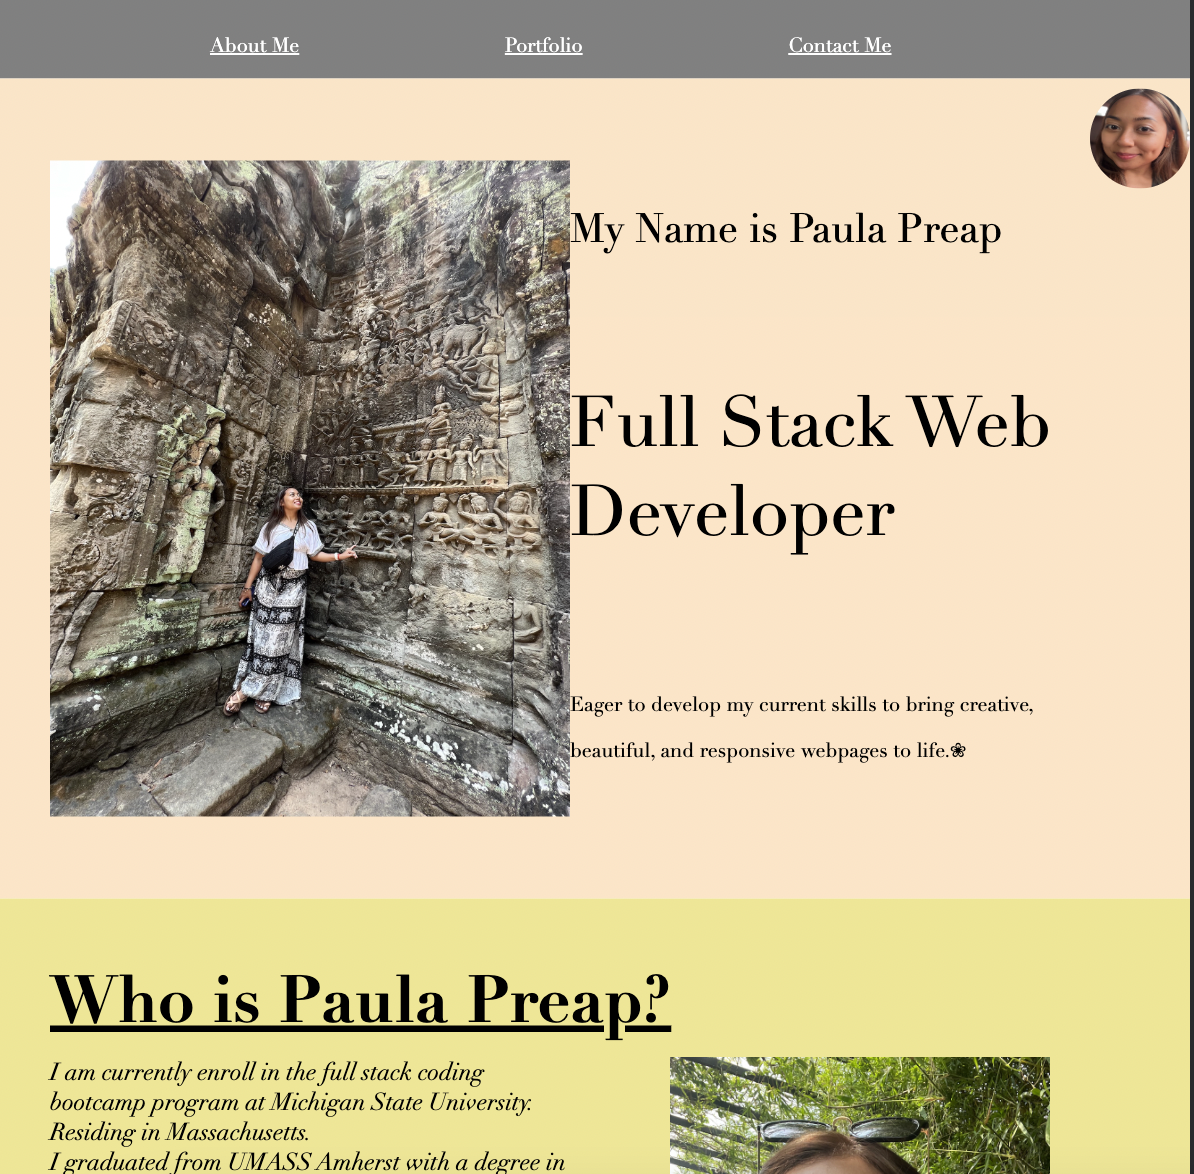 About Me Portfolio Contact Me
My Name is Paula Preap
Full Stack Web
Developer
Eager to develop my current skills to bring creative,
beautiful, and responsive webpages to life.❀
Who is Paula Preap?
I am currently enroll in the full stack coding
bootcamp program at Michigan State University.
Residing in Massachusetts.
I graduated from UMASS Amherst with a degree in